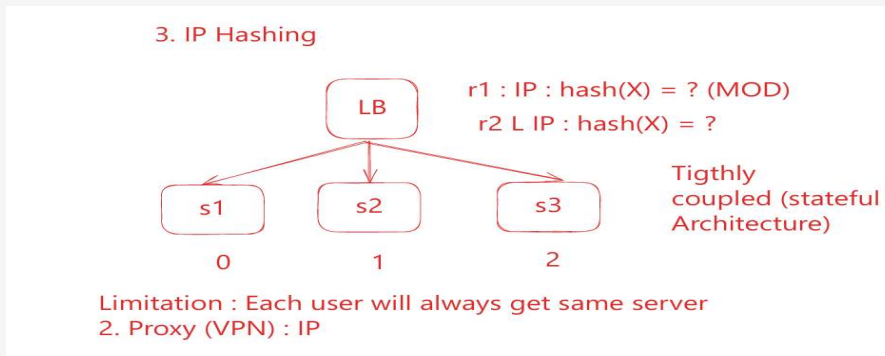 3. IP Hashing
LB
r1 : IP : hash(X) = ? (MOD)
r2 L IP : hash(X) = ?
Tigthly
coupled (stateful
Architecture)
s1
s2
s3
0
1
2
Limitation : Each user will always get same server
2. Proxy (VPN) : IP